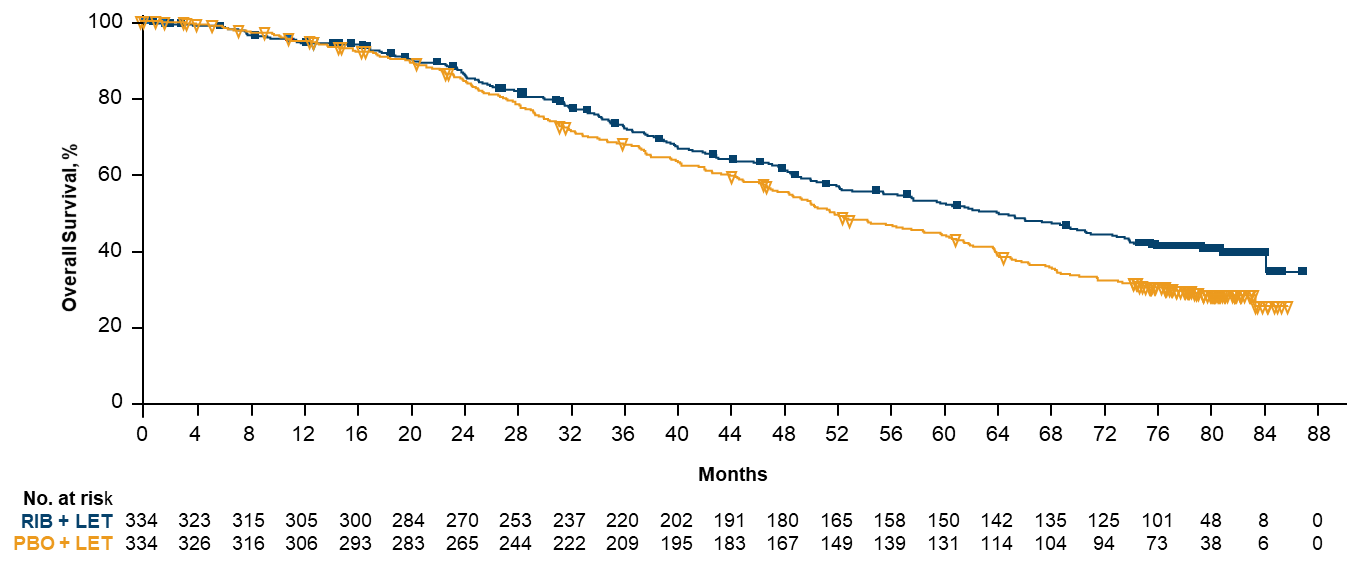 100
80
60
40
20
0
Overall Survival, %
0 4 8 12 16 20 24 28 32 36 40 44 48 52 56 60 64 68 72 76 80 84 88
Months
No. at risk
RIB + LET 334 323 315 305 300 284 270 253 237 220 202 191 180 165 158 150 142 135 125 101 48 8 0
PBO + LET 334 326 316 306 293 283 265 244 222 209 195 183 167 149 139 131 114 104 94 73 38 6 0